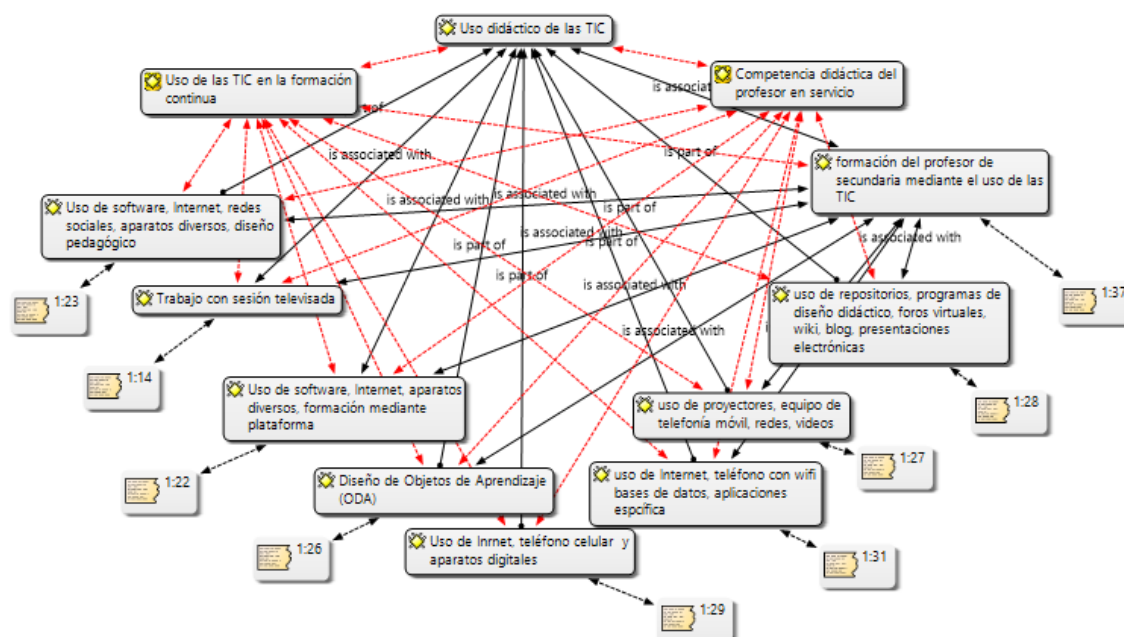 Uso didáctico de las TIC
Uso de las TIC en la formación
continua
Competencia didáctica del
profesor en servicio
is associat
t of
is associated with
is part of
formación del profesor de
secundaria mediante el uso de las
TIC
is associated with
is associated with
Uso de software, Internet, redes
sociales, aparatos diversos, diseño
pedagógico
is part of
is associated with
is part of
is part of
is associated with
is part of
is associated with
1:23
Trabajo con sesión televisada
1:37
uso de repositorios, programas de
diseño didáctico, foros virtuales,
wiki, blog, presentaciones
electrónicas
is associated with
1:14
Uso de software, Internet, aparatos
diversos, formación mediante
plataforma
uso de proyectores, equipo de
telefonía móvil, redes, videos
1:28
1:27
1:22
Diseño de Objetos de Aprendizaje
(ODA)
uso de Internet, teléfono con wifi
bases de datos, aplicaciones
espcífica
1:26
Uso de Inrnet, teléfono celular y
aparatos digitales
1:31
1:29